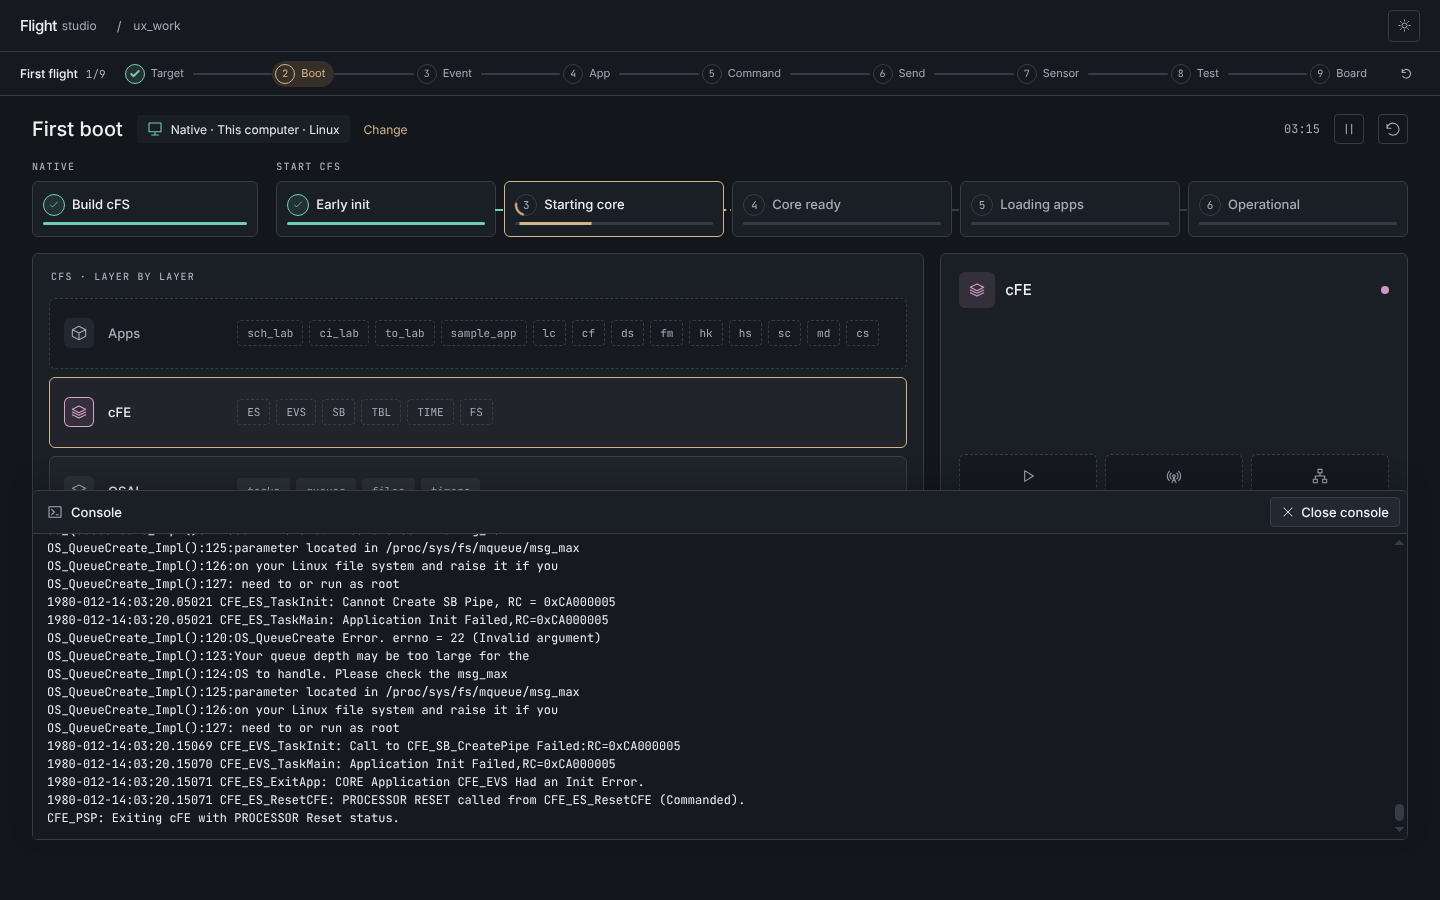 Flight studio / ux_work
First flight 1/9 Target 2 Boot 3 Event 4 App 5 Command 6 Send 7 Sensor 8 Test 9 Board
First boot Native · This computer · Linux Change 03:15
NATIVE START CFS
Build cFS Early init 3 Starting core 4 Core ready 5 Loading apps 6 Operational
CFS · LAYER BY LAYER
cFE
Apps sch_lab ci_lab to_lab sample_app lc cf ds fm hk hs sc md cs
cFE ES EVS SB TBL TIME FS
OSAL tasks queues files timers
Console Close console
OS_QueueCreate_Impl():125:parameter located in /proc/sys/fs/mqueue/msg_max
OS_QueueCreate_Impl():126:on your Linux file system and raise it if you
OS_QueueCreate_Impl():127: need to or run as root
1980-012-14:03:20.05021 CFE_ES_TaskInit: Cannot Create SB Pipe, RC = 0xCA000005
1980-012-14:03:20.05021 CFE_ES_TaskMain: Application Init Failed,RC=0xCA000005
OS_QueueCreate_Impl():120:OS_QueueCreate Error. errno = 22 (Invalid argument)
OS_QueueCreate_Impl():123:Your queue depth may be too large for the
OS_QueueCreate_Impl():124:OS to handle. Please check the msg_max
OS_QueueCreate_Impl():125:parameter located in /proc/sys/fs/mqueue/msg_max
OS_QueueCreate_Impl():126:on your Linux file system and raise it if you
OS_QueueCreate_Impl():127: need to or run as root
1980-012-14:03:20.15069 CFE_EVS_TaskInit: Call to CFE_SB_CreatePipe Failed:RC=0xCA000005
1980-012-14:03:20.15070 CFE_EVS_TaskMain: Application Init Failed,RC=0xCA000005
1980-012-14:03:20.15071 CFE_ES_ExitApp: CORE Application CFE_EVS Had an Init Error.
1980-012-14:03:20.15071 CFE_ES_ResetCFE: PROCESSOR RESET called from CFE_ES_ResetCFE (Commanded).
CFE_PSP: Exiting cFE with PROCESSOR Reset status.